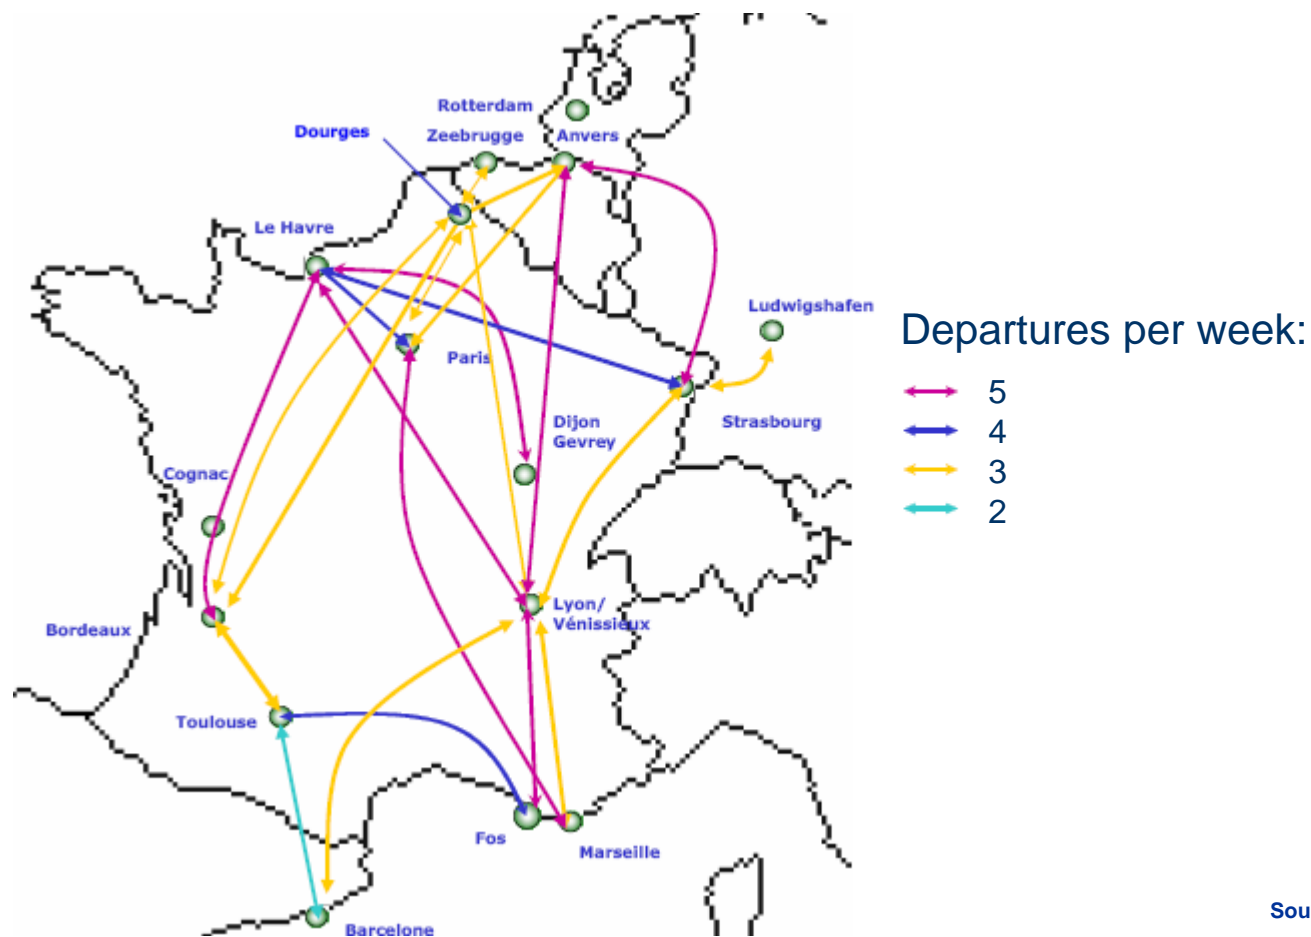 Rotterdam
Dourges
Zeebrugge
Anvers
Le Havre
Ludwigshafen
Departures per week:
Paris
5
Dijon
Gevrey
Strasbourg
4
3
Cognac
2
Lyon/
Vénissieux
Bordeaux
Toulouse
Fos
Marseille
Barcelone
Sou